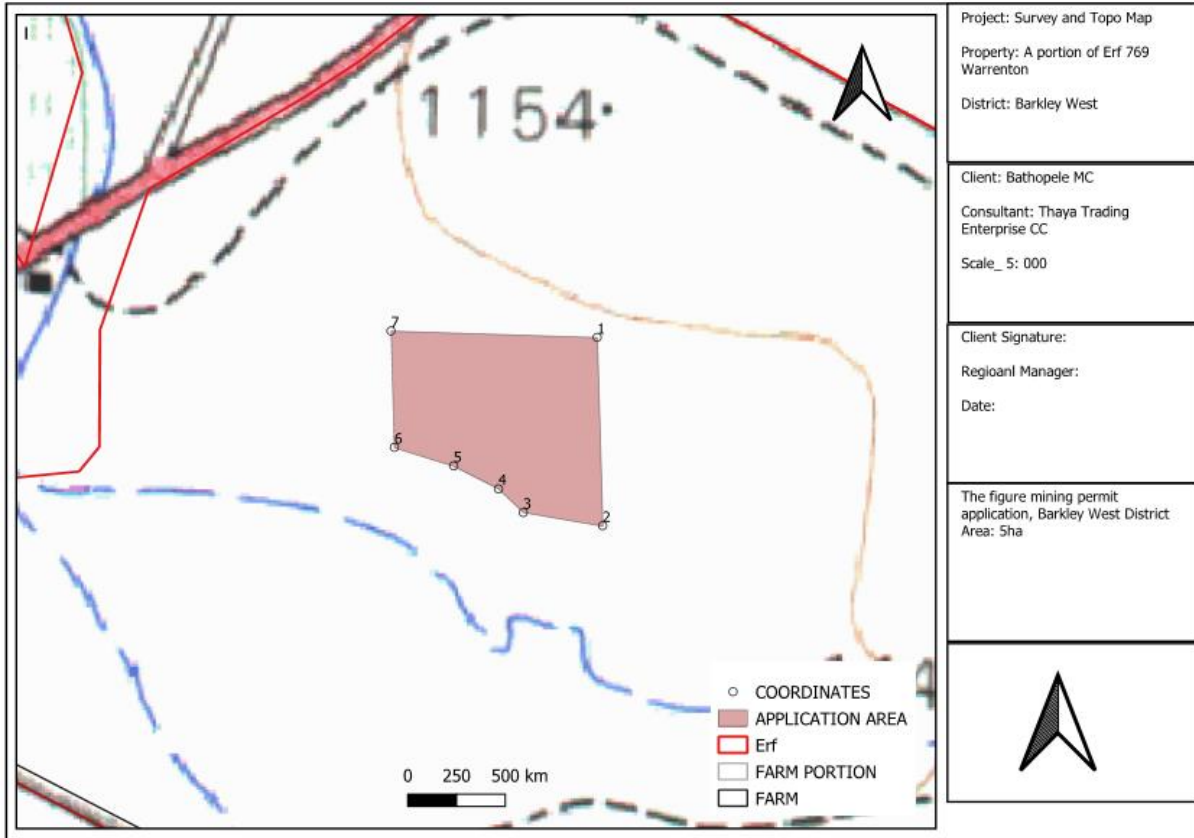 1154
7
1
6
5
4
3
2
COORDINATES
APPLICATION AREA
Erf
FARM PORTION
FARM
0 250 500 km
Project: Survey and Topo Map
Property: A portion of Erf 769
Warrenton
District: Barkley West
Client: Bathopele MC
Consultant: Thaya Trading
Enterprise CC
Scale_ 5: 000
Client Signature:
Regioanl Manager:
Date:
The figure mining permit
application, Barkley West District
Area: 5ha